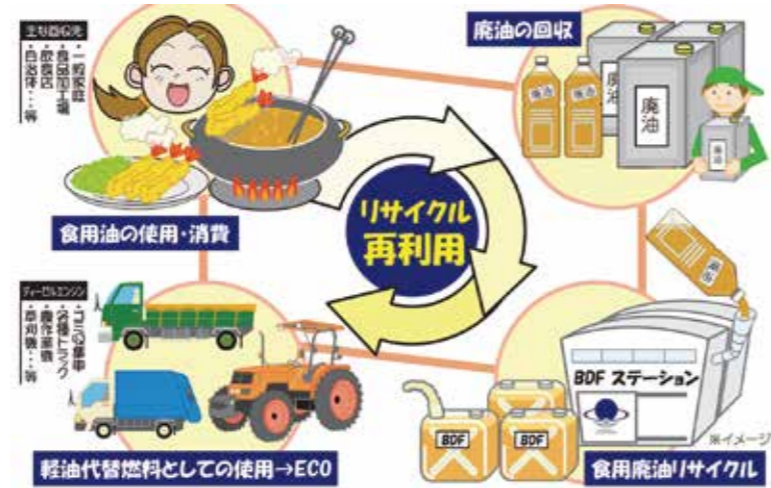 主な回収先
・一般家庭
・食品加工場
・飲食店
・自治体・・・等
食用油の使用・消費
廃油の回収
廃油
廃油
廃油
廃油
リサイクル
再利用
ディーゼルエンジン
・ゴミ収集車
・各種トラック
・農作業機
・草刈機・・・等
軽油代替燃料としての使用→ECO
廃油
BDF ステーション
BDF
BDF
※イメージ
食用廃油リサイクル